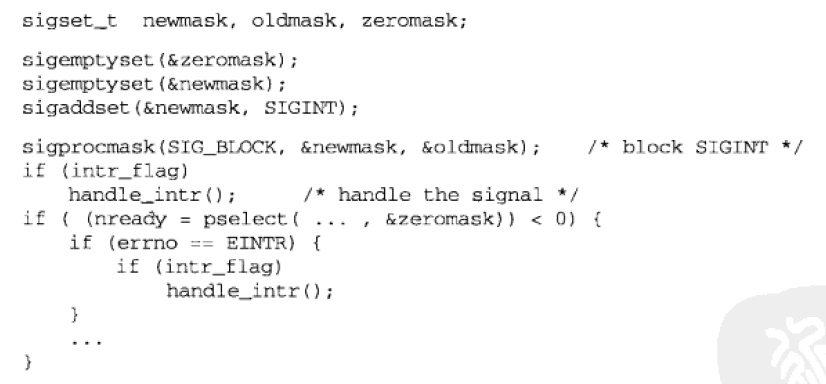 sigset_t  newmask, oldmask, zeromask;
sigemptyset(&zeromask);
sigemptyset(&newmask);
sigaddset(&newmask, SIGINT);
sigprocmask(SIG_BLOCK, &newmask, &oldmask);    /* block SIGINT */
if (intr_flag)
    handle_intr();      /* handle the signal */
if ( (nready = pselect( ... , &zeromask)) < 0) {
    if (errno == EINTR) {
        if (intr_flag)
            handle_intr();
    }
    ...
}